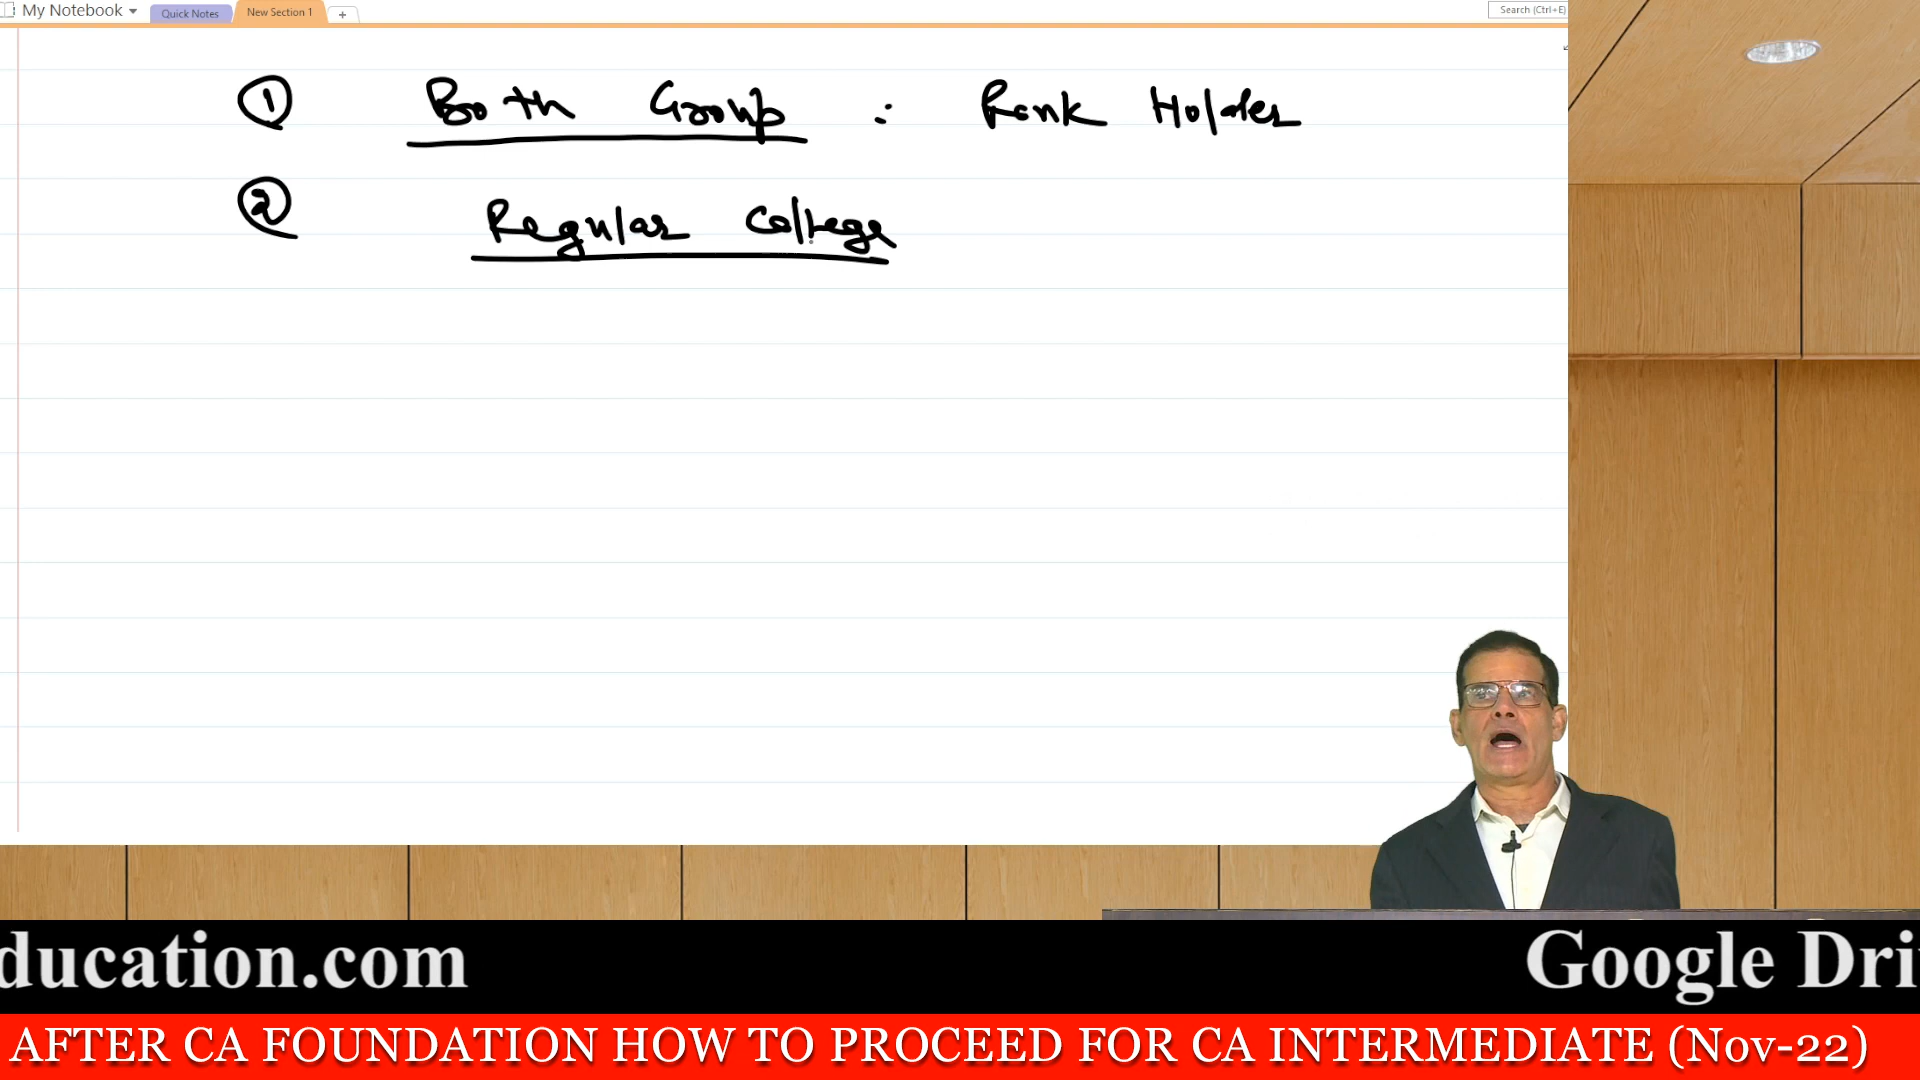 My Notebook Quick Notes New Section 1 + Search (Ctrl+E)
1 Both Group : Rank Holder
2 Regular College
ducation.com Google Dri
AFTER CA FOUNDATION HOW TO PROCEED FOR CA INTERMEDIATE (Nov-22)